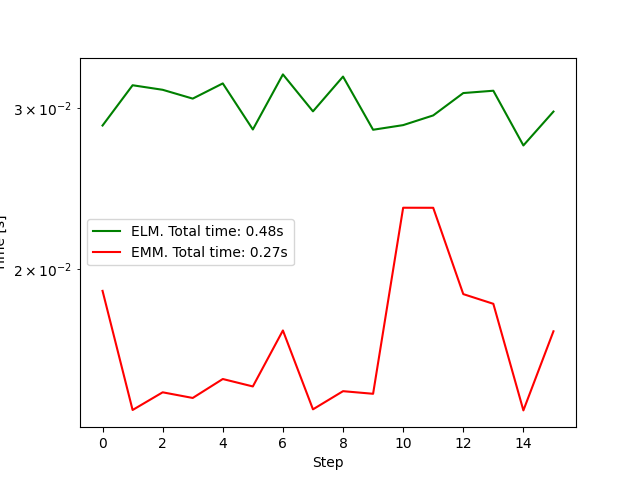 3 × 10⁻²
2 × 10⁻²
Time [s]
ELM. Total time: 0.48s
EMM. Total time: 0.27s
0 2 4 6 8 10 12 14
Step